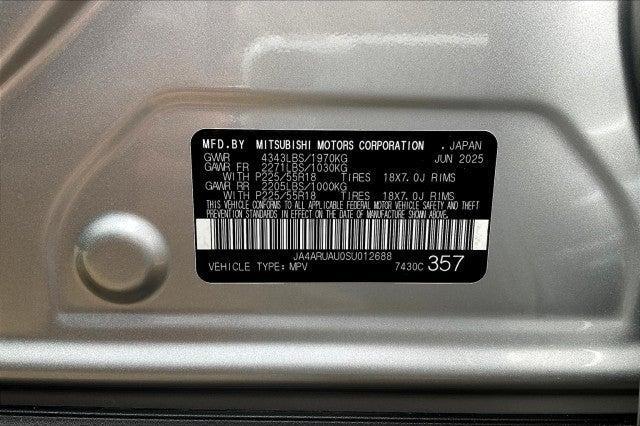 MFD.BY MITSUBISHI MOTORS CORPORATION . JAPAN
GVWR 4343LBS/1970KG JUN 2025
GAWR FR 2271LBS/1030KG
WITH P225/55R18 TIRES 18X7.0J RIMS
GAWR RR 2205LBS/1000KG
WITH P225/55R18 TIRES 18X7.0J RIMS
THIS VEHICLE CONFORMS TO ALL APPLICABLE FEDERAL MOTOR VEHICLE SAFETY AND THEFT
PREVENTION STANDARDS IN EFFECT ON THE DATE OF MANUFACTURE SHOWN ABOVE.
JA4ARUAU0SU012688
VEHICLE TYPE: MPV 7430C 357